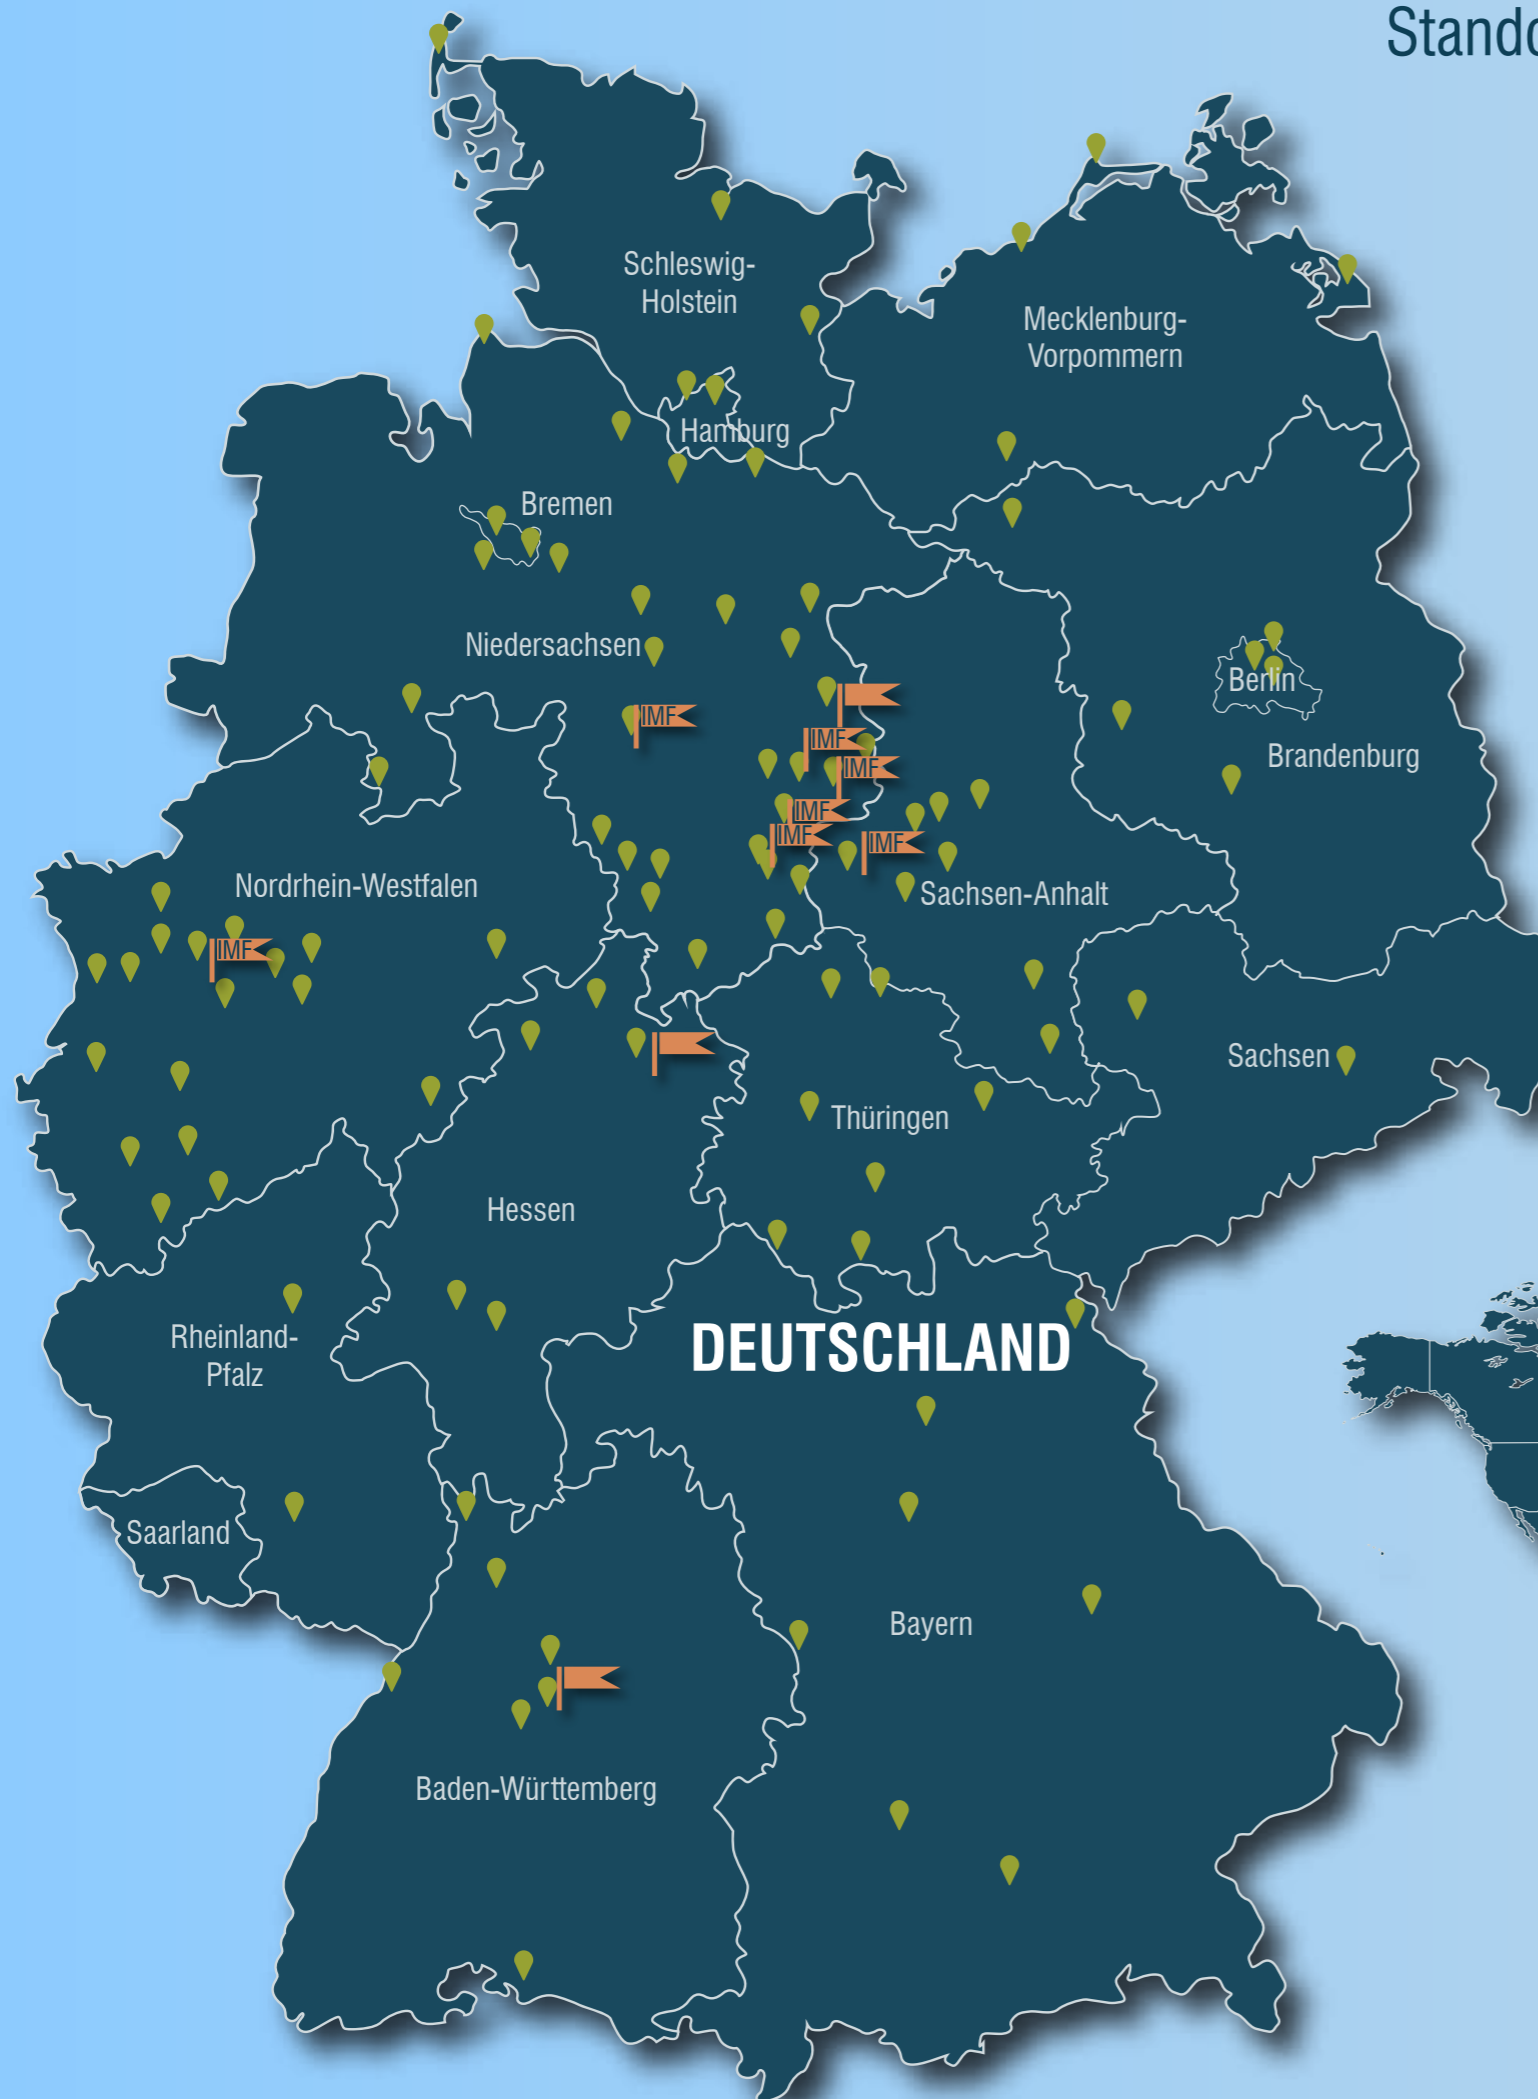 Stando
Schleswig-
Holstein
Mecklenburg-
Vorpommern
Hamburg
Bremen
Niedersachsen
Berlin
IMF
IMF
Brandenburg
IMF
IMF
IMF
IMF
Nordrhein-Westfalen
Sachsen-Anhalt
IMF
Sachsen
Thüringen
Hessen
Rheinland-
Pfalz
DEUTSCHLAND
Saarland
Bayern
Baden-Württemberg